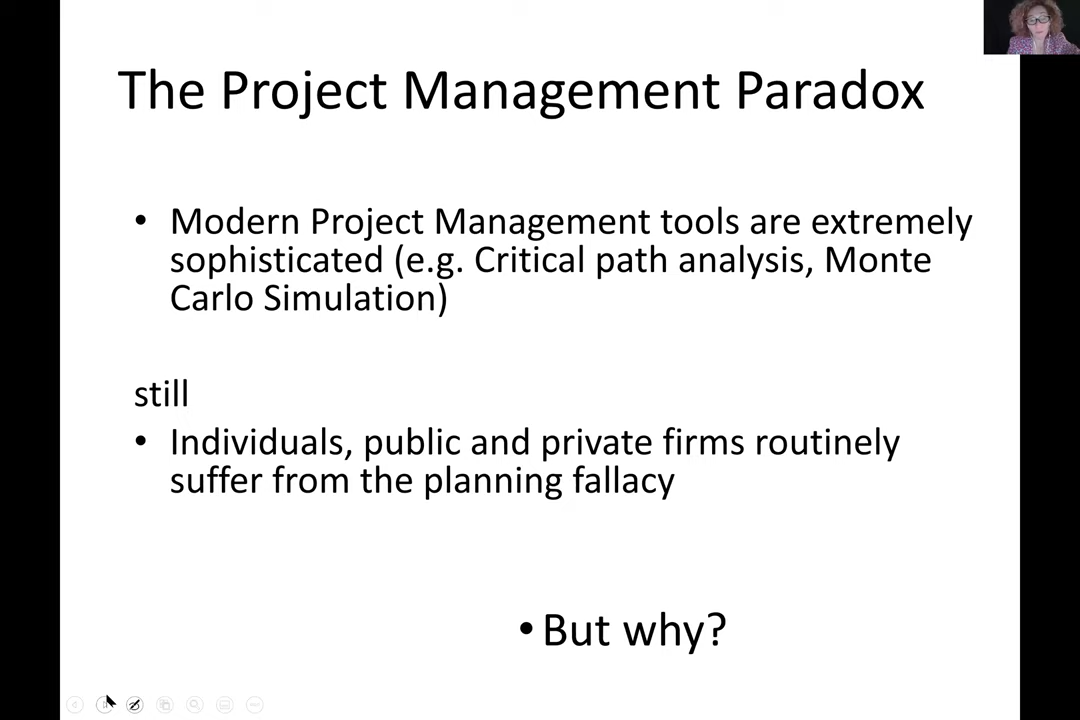 The Project Management Paradox
• Modern Project Management tools are extremely
sophisticated (e.g. Critical path analysis, Monte
Carlo Simulation)
still
• Individuals, public and private firms routinely
suffer from the planning fallacy
• But why?